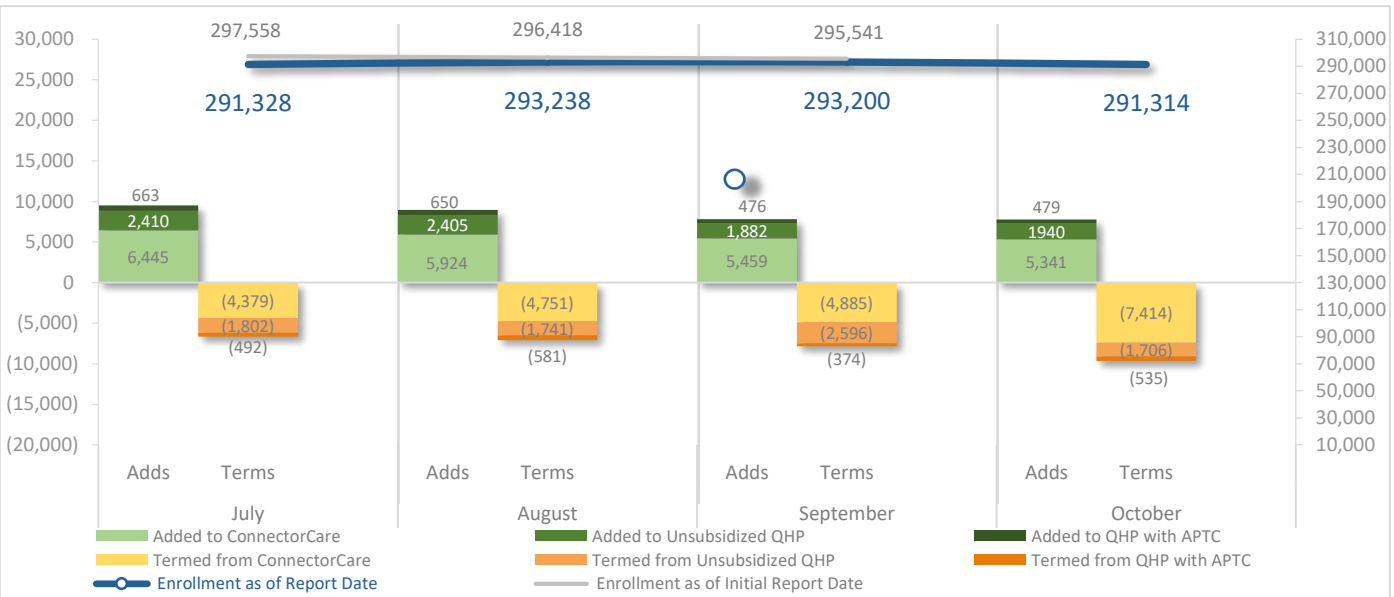 297,558 296,418 295,541
30,000 310,000
25,000 290,000
270,000
291,328 293,238 293,200 291,314
20,000 250,000
15,000 230,000
210,000
10,000 663 650 476 479 190,000
2,410 2,405 1,882 1940
5,000 170,000
6,445 5,924 5,459 5,341 150,000
0 130,000
(4,379) (4,751) (4,885) (7,414) 110,000
(5,000) (1,802) (1,741) (2,596) (1,706) 90,000
(492) (581) (374) (535)
(10,000) 70,000
50,000
(15,000) 30,000
(20,000) 10,000
Adds Terms Adds Terms Adds Terms Adds Terms
July August September October
Added to ConnectorCare Added to Unsubsidized QHP Added to QHP with APTC
Termed from ConnectorCare Termed from Unsubsidized QHP Termed from QHP with APTC
Enrollment as of Report Date Enrollment as of Initial Report Date